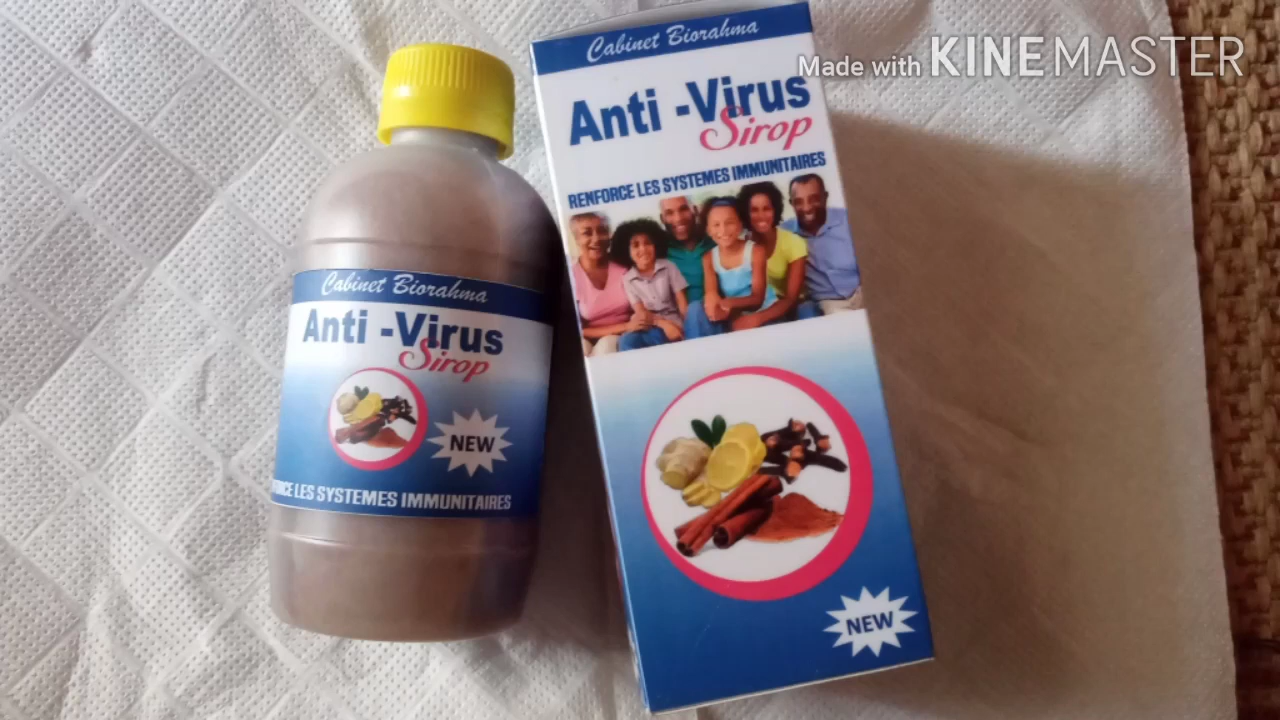 Made with KINEMASTER
Cabinet Biorahma
Anti -Virus
Sirop
RENFORCE LES SYSTEMES IMMUNITAIRES
NEW
Cabinet Biorahma
Anti -Virus
Sirop
NEW
LES SYSTEMES IMMUNITAIRES